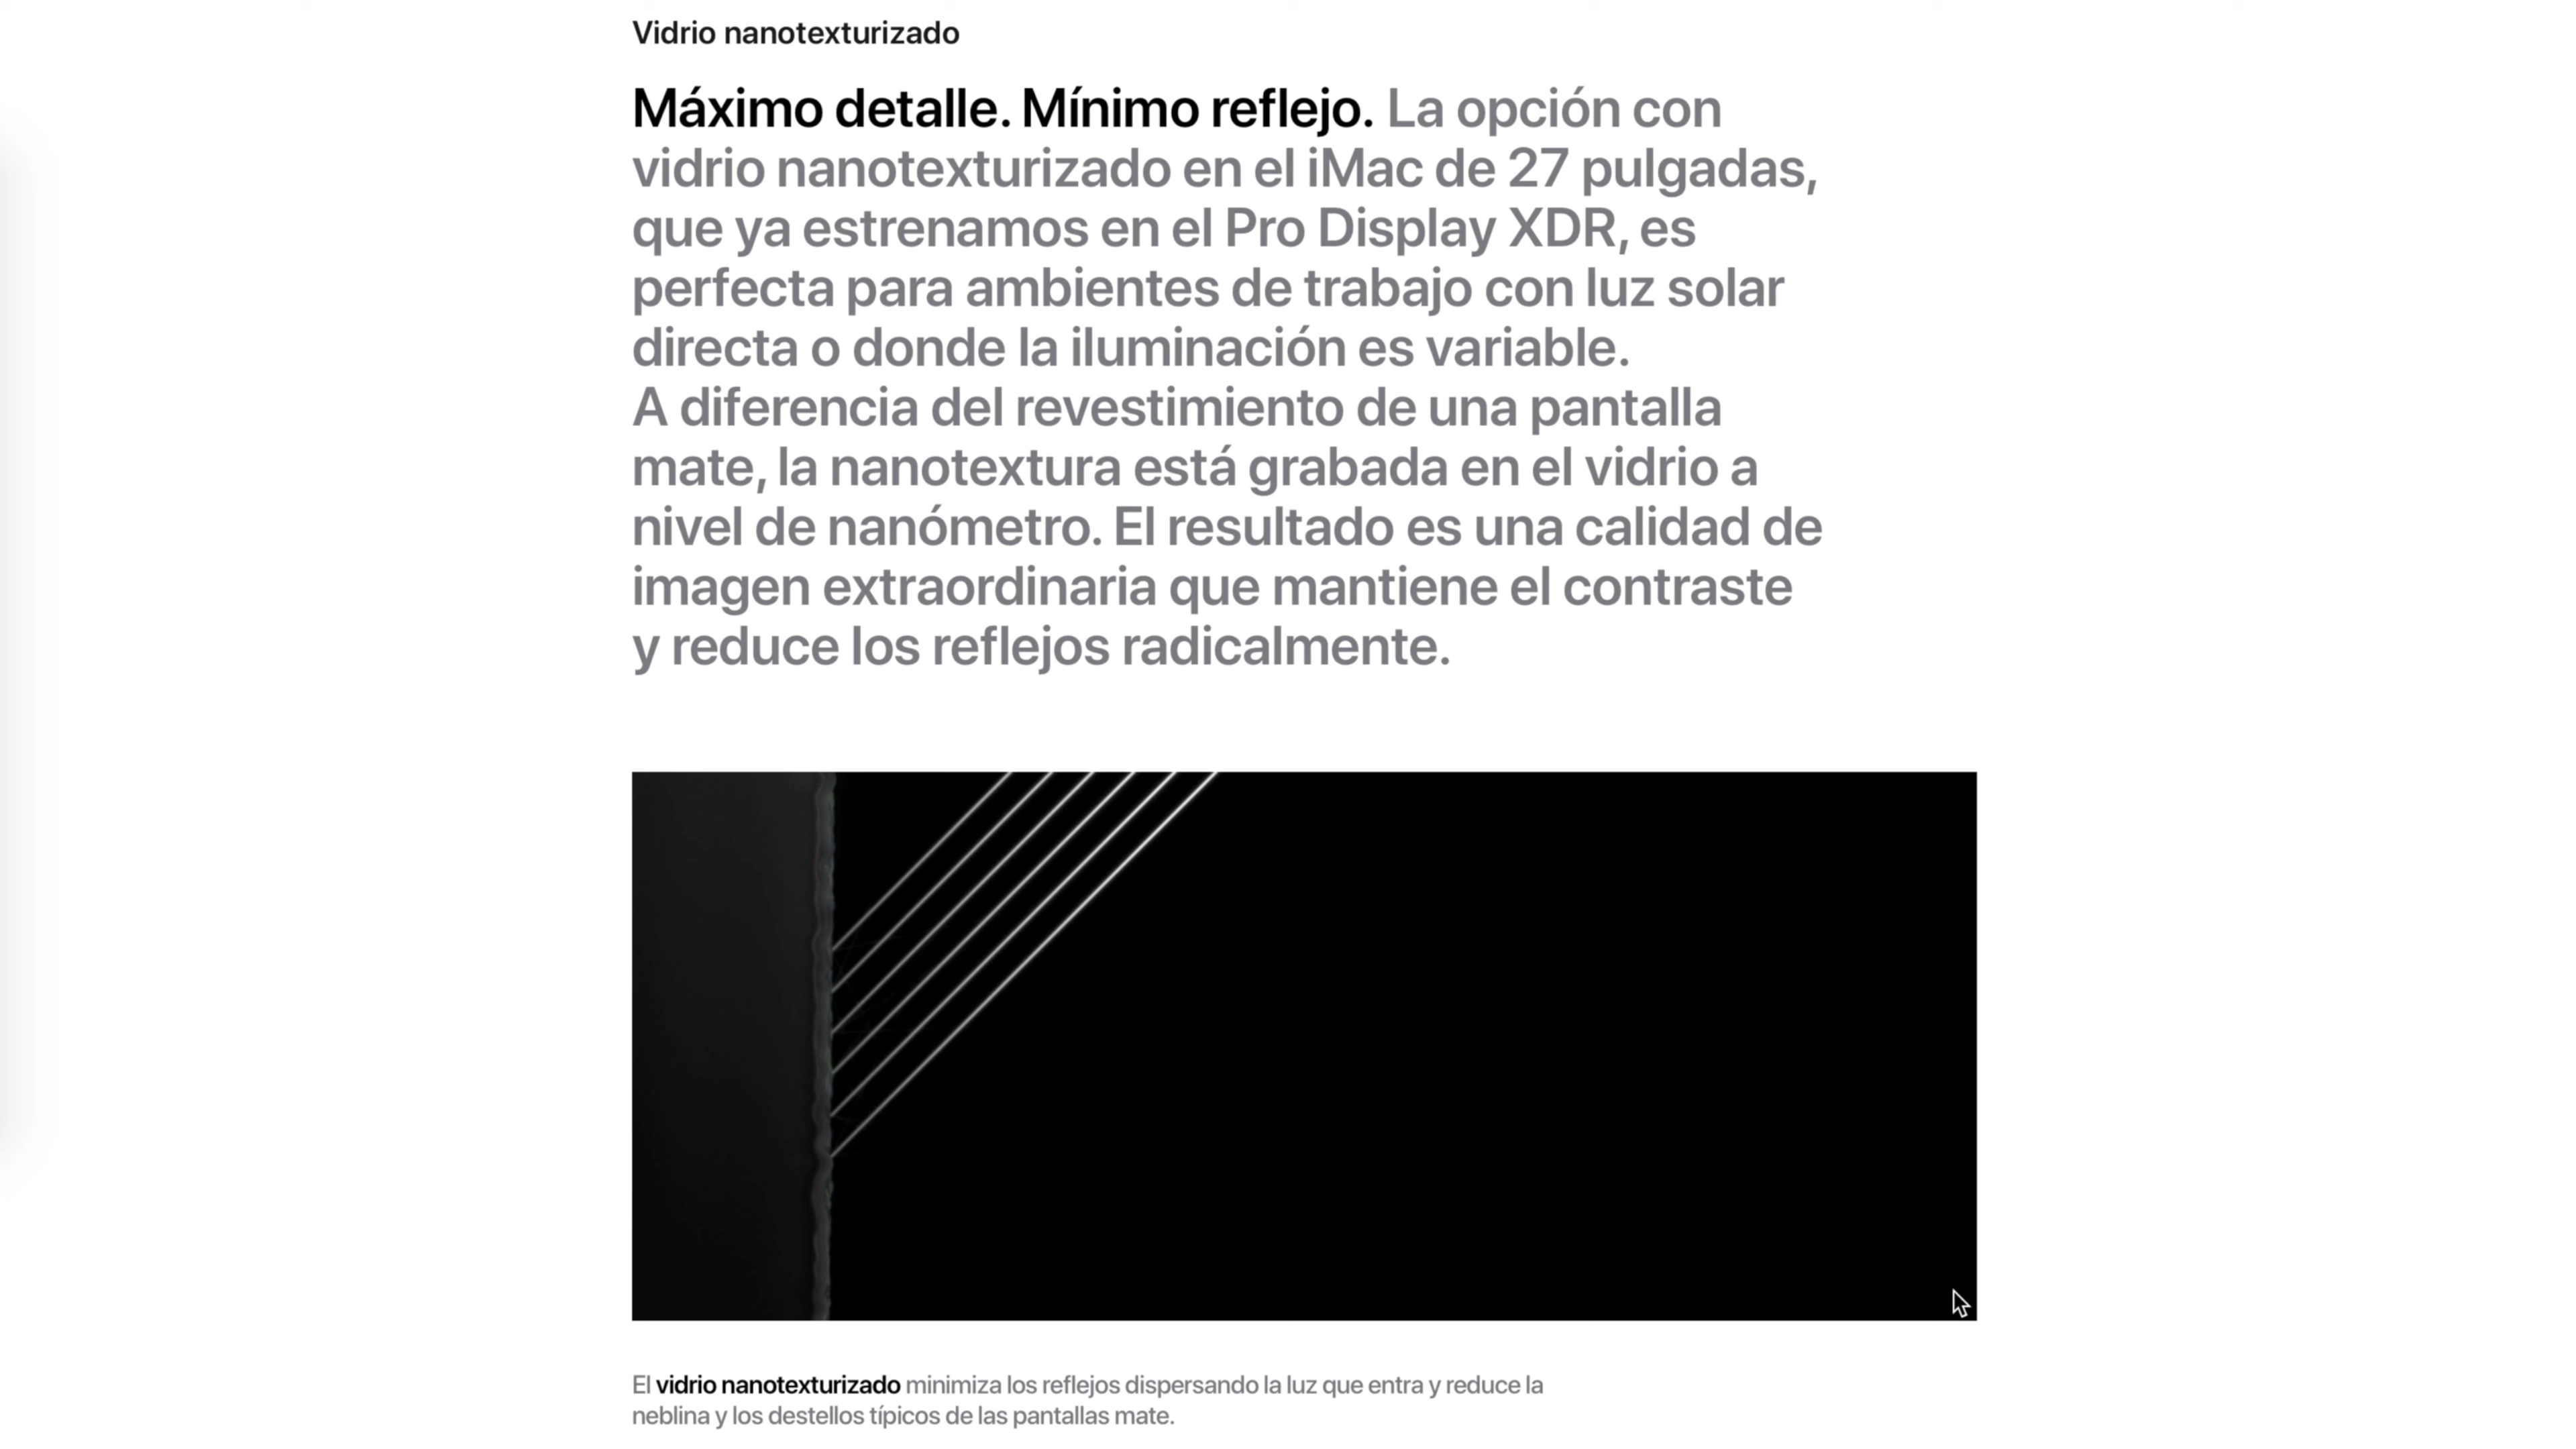 Vidrio nanotexturizado
Máximo detalle. Mínimo reflejo. La opción con
vidrio nanotexturizado en el iMac de 27 pulgadas,
que ya estrenamos en el Pro Display XDR, es
perfecta para ambientes de trabajo con luz solar
directa o donde la iluminación es variable.
A diferencia del revestimiento de una pantalla
mate, la nanotextura está grabada en el vidrio a
nivel de nanómetro. El resultado es una calidad de
imagen extraordinaria que mantiene el contraste
y reduce los reflejos radicalmente.
El vidrio nanotexturizado minimiza los reflejos dispersando la luz que entra y reduce la
neblina y los destellos típicos de las pantallas mate.